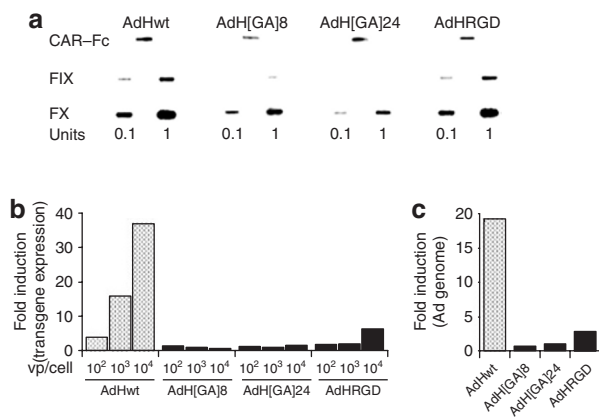 a
AdHwt AdH[GA]8 AdH[GA]24 AdHRGD
CAR–Fc
FIX
FX
Units 0.1 1 0.1 1 0.1 1 0.1 1
b
Fold induction
(transgene expression)
40
30
20
10
0
vp/cell 10² 10³ 10⁴ 10² 10³ 10⁴ 10² 10³ 10⁴ 10² 10³ 10⁴
AdHwt AdH[GA]8 AdH[GA]24 AdHRGD
c
Fold induction
(Ad genome)
20
15
10
5
0
AdHwt
AdH[GA]8
AdH[GA]24
AdHRGD